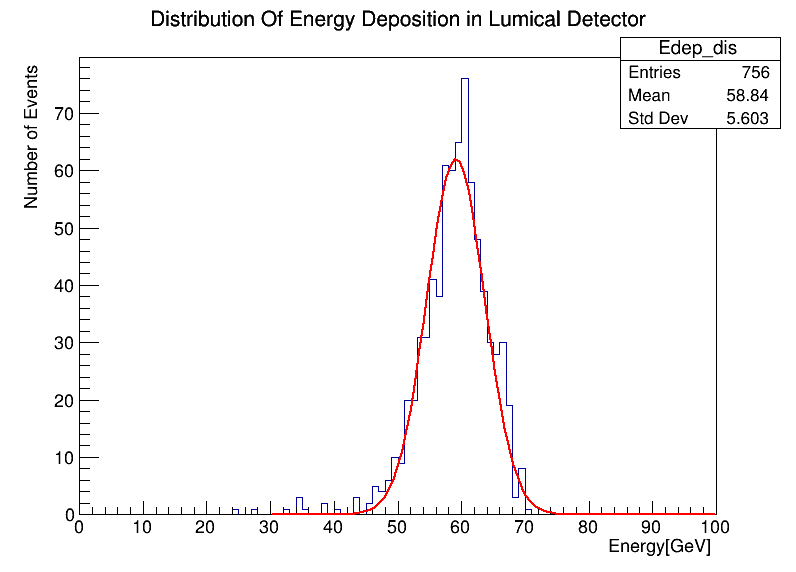 Distribution Of Energy Deposition in Lumical Detector
Edep_dis
Entries 756
Mean 58.84
Std Dev 5.603
Number of Events
70
60
50
40
30
20
10
0
0 10 20 30 40 50 60 70 80 90 100
Energy[GeV]